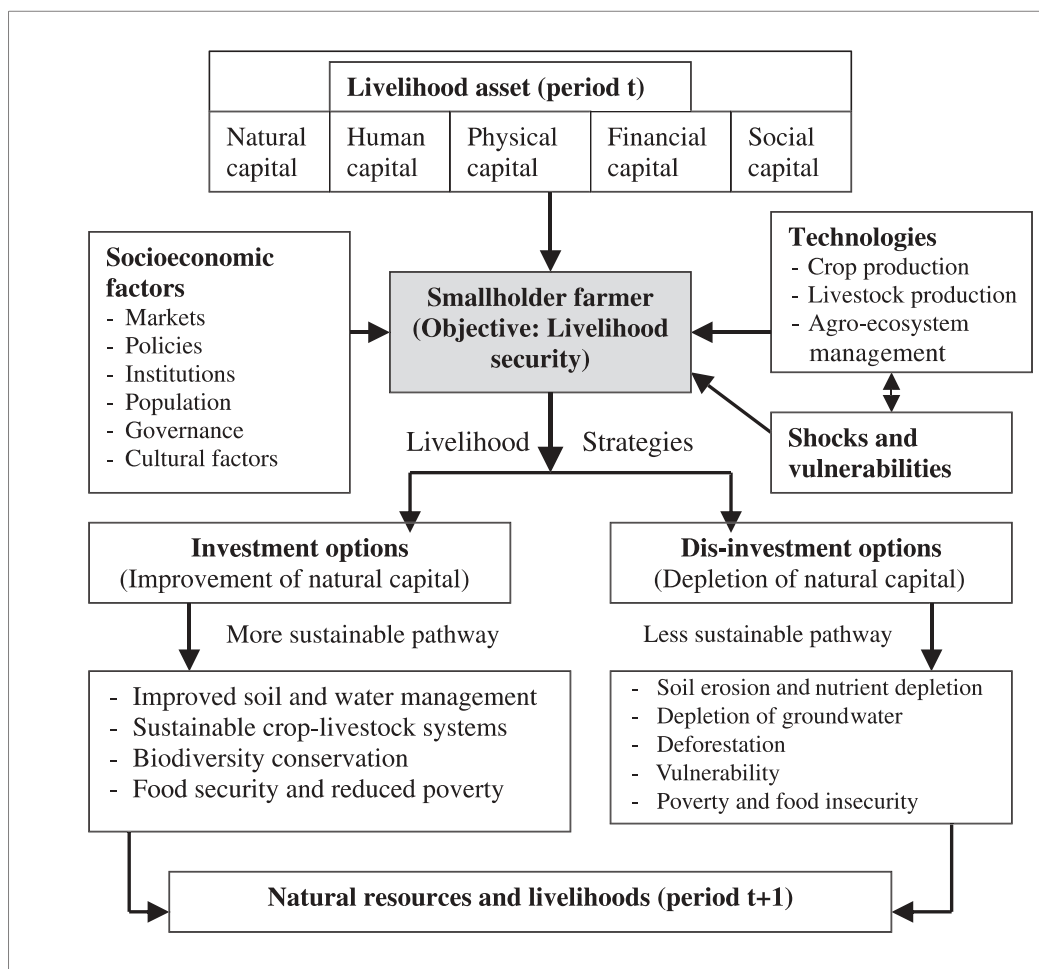 Livelihood asset (period t)
Natural
capital
Human
capital
Physical
capital
Financial
capital
Social
capital
Socioeconomic
factors
- Markets
- Policies
- Institutions
- Population
- Governance
- Cultural factors
Smallholder farmer
(Objective: Livelihood
security)
Technologies
- Crop production
- Livestock production
- Agro-ecosystem
management
Shocks and
vulnerabilities
Livelihood Strategies
Investment options
(Improvement of natural capital)
Dis-investment options
(Depletion of natural capital)
More sustainable pathway
Less sustainable pathway
- Improved soil and water management
- Sustainable crop-livestock systems
- Biodiversity conservation
- Food security and reduced poverty
- Soil erosion and nutrient depletion
- Depletion of groundwater
- Deforestation
- Vulnerability
- Poverty and food insecurity
Natural resources and livelihoods (period t+1)